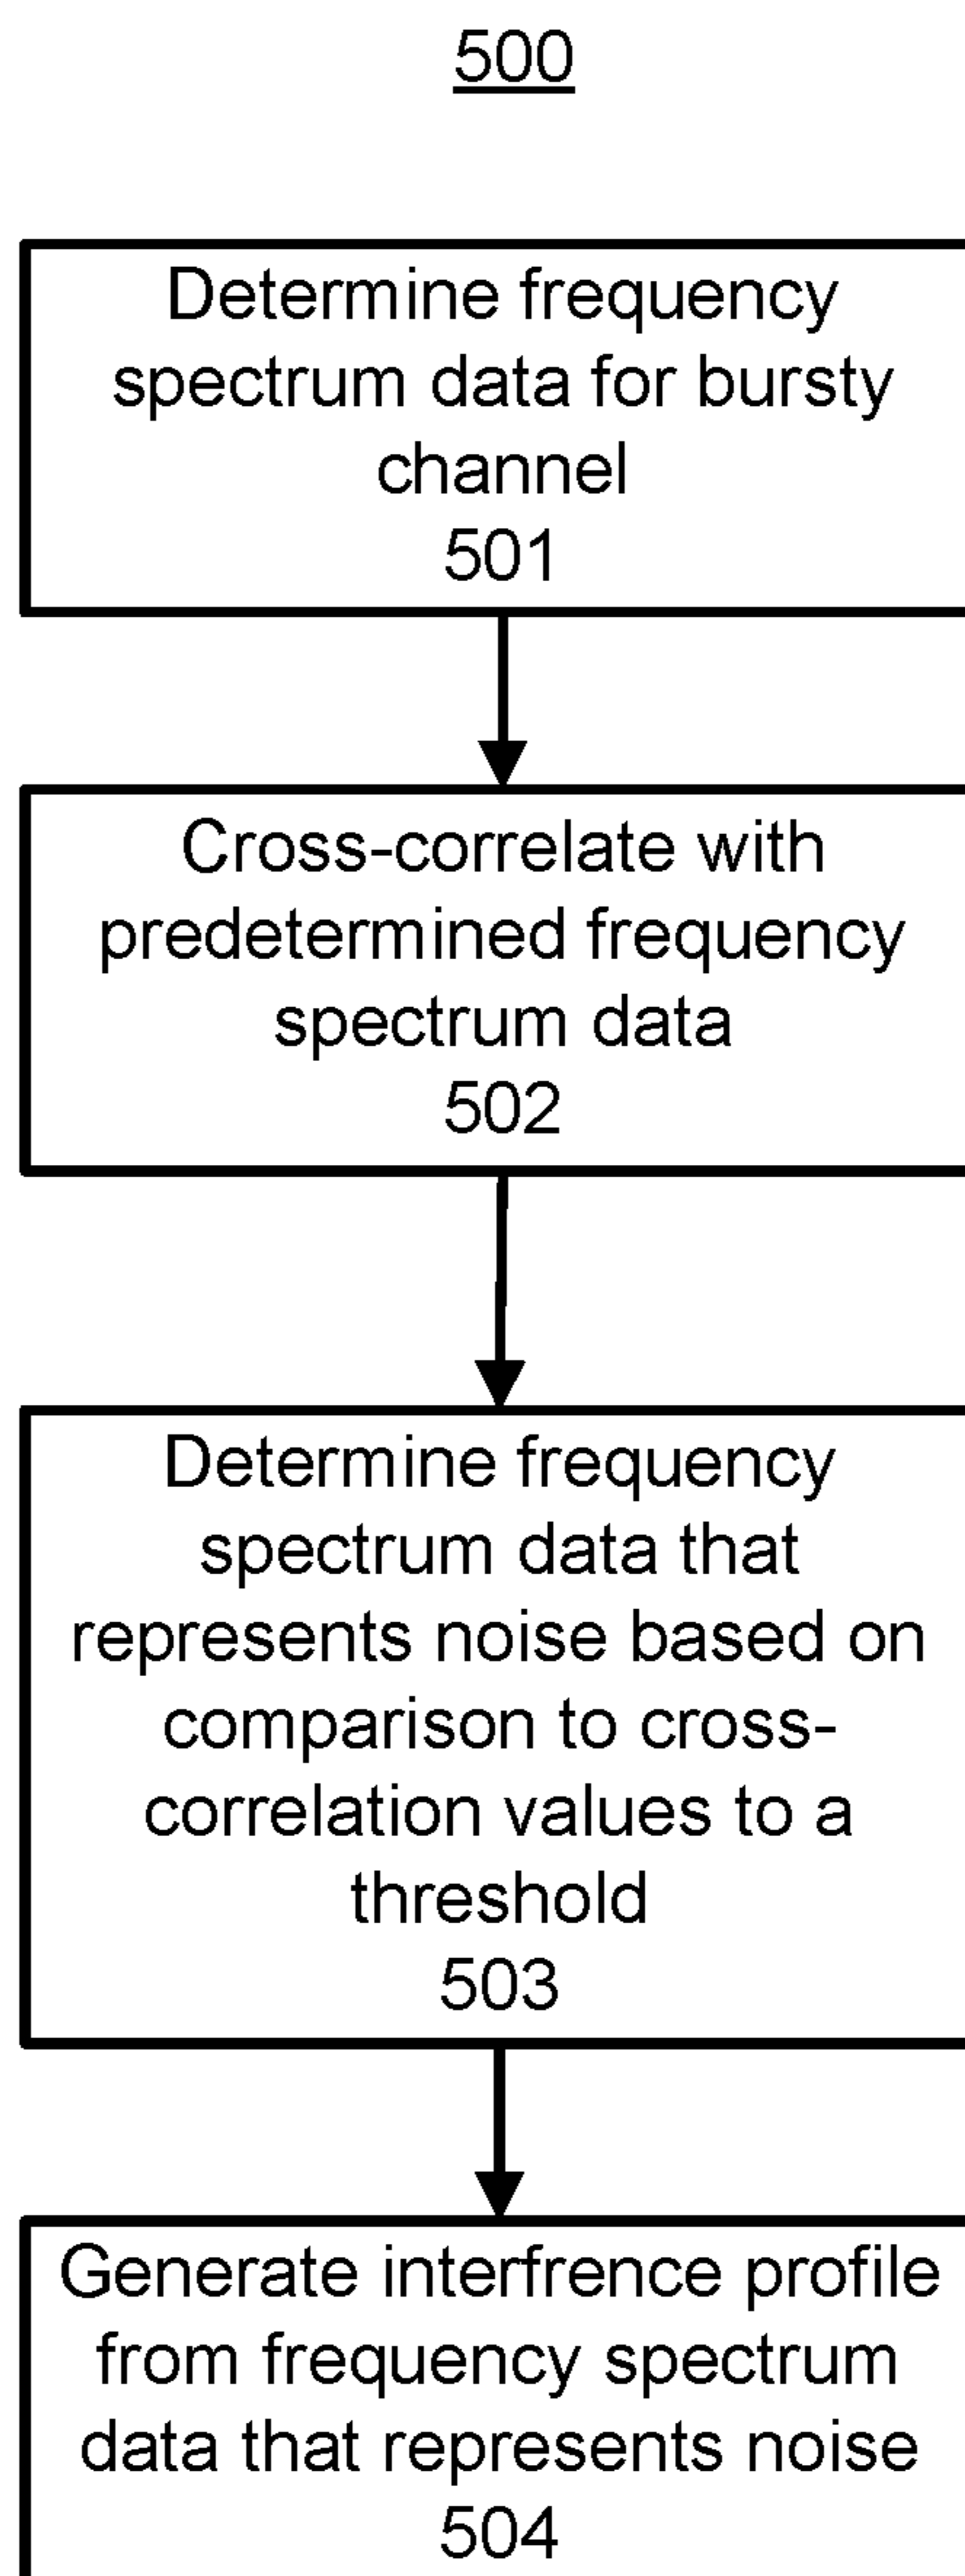 500
Determine frequency
spectrum data for bursty
channel
501
Cross-correlate with
predetermined frequency
spectrum data
502
Determine frequency
spectrum data that
represents noise based on
comparison to cross-
correlation values to a
threshold
503
Generate interfrence profile
from frequency spectrum
data that represents noise
504